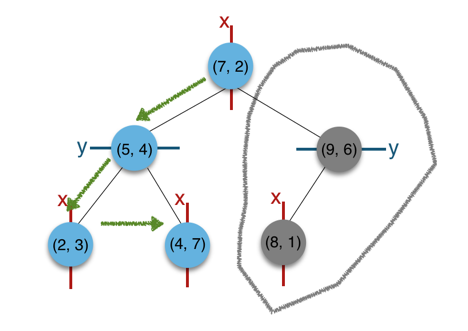 x
(7, 2)
y (5, 4)
(9, 6) y
x
x
x
(2, 3)
(4, 7)
(8, 1)